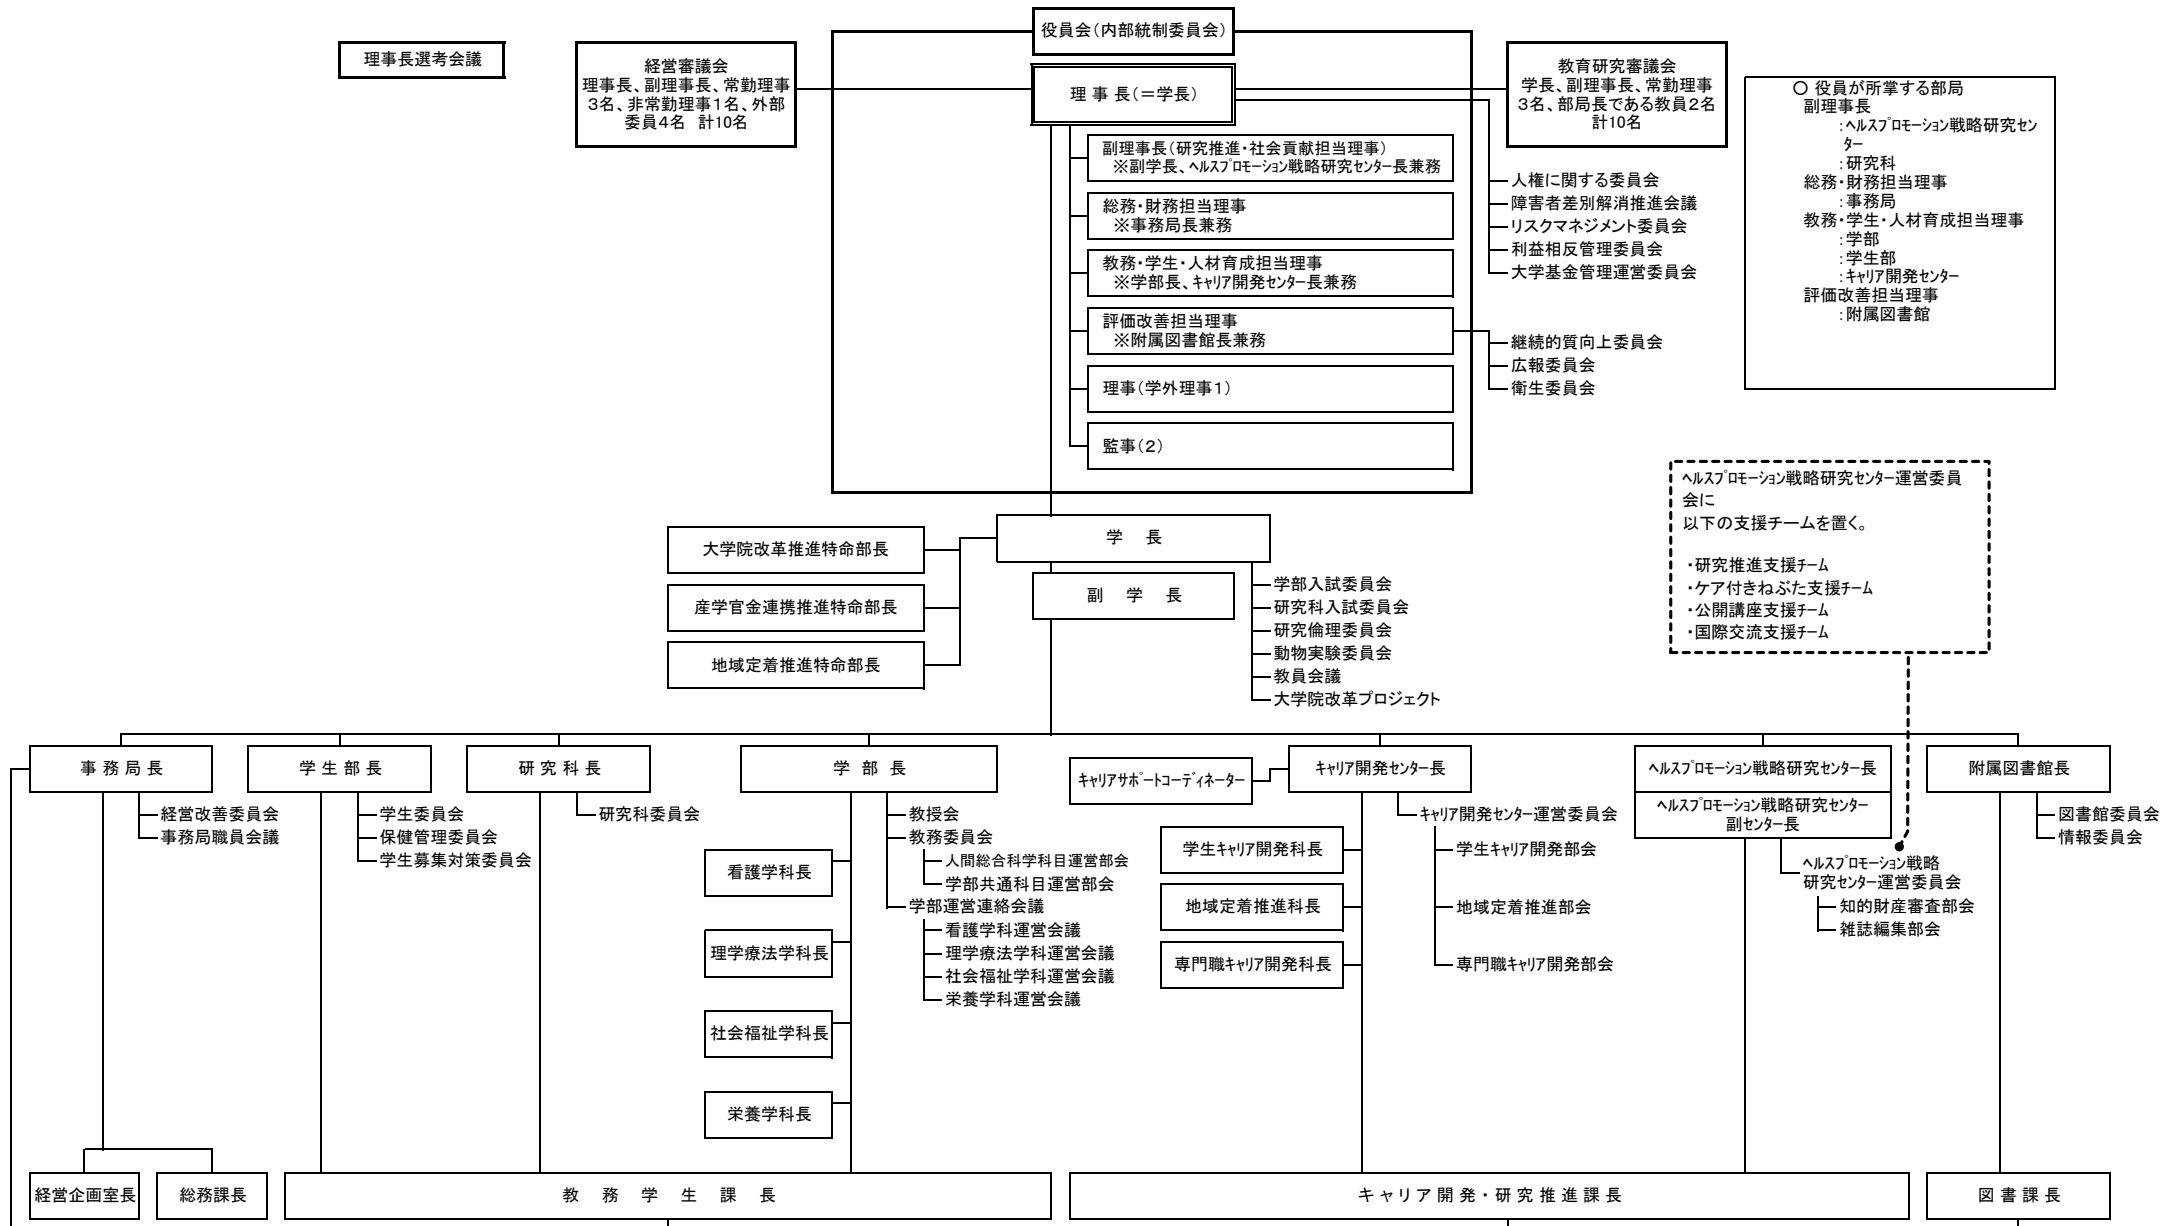 役員会(内部統制委員会)
理事長選考会議
経営審議会
理事長、副理事長、常勤理事
3名、非常勤理事1名、外部
委員4名 計10名
理 事 長(=学長)
教育研究審議会
学長、副理事長、常勤理事
3名、部局長である教員2名
計10名
○ 役員が所掌する部局
副理事長
:ヘルスプロモーション戦略研究セン
ター
:研究科
総務・財務担当理事
:事務局
教務・学生・人材育成担当理事
:学部
:学生部
:キャリア開発センター
評価改善担当理事
:附属図書館
副理事長(研究推進・社会貢献担当理事)
※副学長、ヘルスプロモーション戦略研究センター長兼務
総務・財務担当理事
※事務局長兼務
教務・学生・人材育成担当理事
※学部長、キャリア開発センター長兼務
評価改善担当理事
※附属図書館長兼務
理事(学外理事1)
監事(2)
人権に関する委員会
障害者差別解消推進会議
リスクマネジメント委員会
利益相反管理委員会
大学基金管理運営委員会
継続的質向上委員会
広報委員会
衛生委員会
ヘルスプロモーション戦略研究センター運営委員
会に
以下の支援チームを置く。
・研究推進支援チーム
・ケア付きねぶた支援チーム
・公開講座支援チーム
・国際交流支援チーム
学 長
副 学 長
大学院改革推進特命部長
産学官金連携推進特命部長
地域定着推進特命部長
学部入試委員会
研究科入試委員会
研究倫理委員会
動物実験委員会
教員会議
大学院改革プロジェクト
事 務 局 長
経営改善委員会
事務局職員会議
学 生 部 長
学生委員会
保健管理委員会
学生募集対策委員会
研 究 科 長
研究科委員会
学 部 長
教授会
教務委員会
人間総合科学科目運営部会
学部共通科目運営部会
学部運営連絡会議
看護学科運営会議
理学療法学科運営会議
社会福祉学科運営会議
栄養学科運営会議
看護学科長
理学療法学科長
社会福祉学科長
栄養学科長
キャリアサポートコーディネーター
キャリア開発センター長
キャリア開発センター運営委員会
学生キャリア開発部会
地域定着推進部会
専門職キャリア開発部会
学生キャリア開発科長
地域定着推進科長
専門職キャリア開発科長
ヘルスプロモーション戦略研究センター長
ヘルスプロモーション戦略研究センター
副センター長
ヘルスプロモーション戦略
研究センター運営委員会
知的財産審査部会
雑誌編集部会
附属図書館長
図書館委員会
情報委員会
経営企画室長
総務課長
教 務 学 生 課 長
キャリア開発・研究推進課長
図 書 課 長